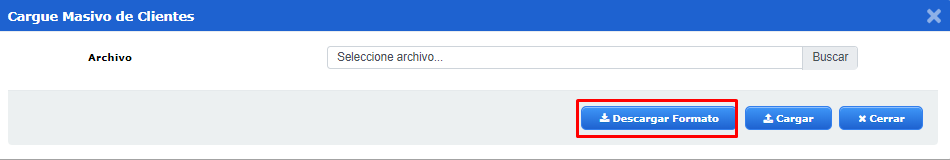 Cargue Masivo de Clientes
Archivo
Seleccione archivo...
Buscar
Descargar Formato
Cargar
Cerrar